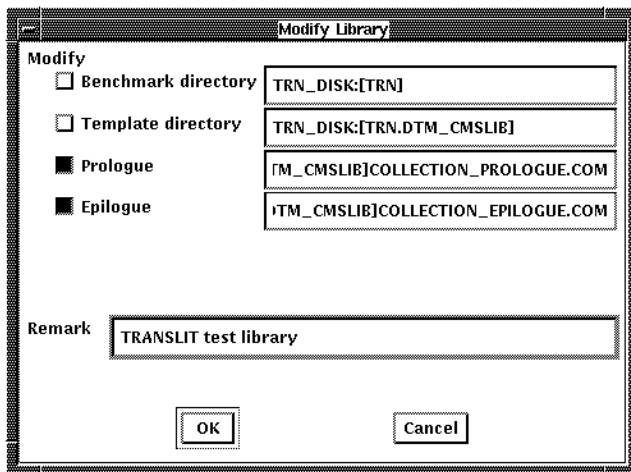 Modify Library
Modify
Benchmark directory TRN_DISK:[TRN]
Template directory TRN_DISK:[TRN.DTM_CMSLIB]
Prologue TM_CMSLIB]COLLECTION_PROLOGUE.COM
Epilogue TM_CMSLIB]COLLECTION_EPILOGUE.COM
Remark TRANSLIT test library
OK Cancel